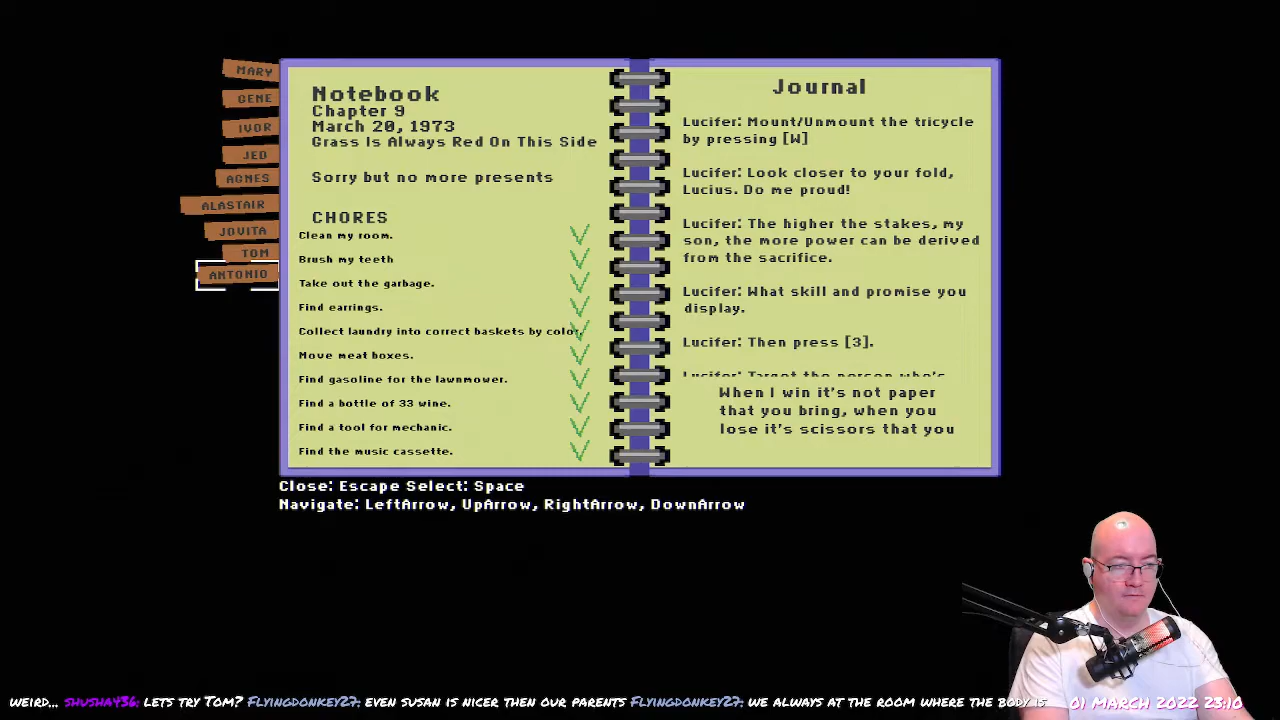 MARY
GENE
IVOR
JED
AGNES
ALASTAIR
JOVITA
TOM
ANTONIO
Notebook
Chapter 9
March 20, 1973
Grass Is Always Red On This Side
Sorry but no more presents
CHORES
Clean my room.
Brush my teeth
Take out the garbage.
Find earrings.
Collect laundry into correct baskets by color.
Move meat boxes.
Find gasoline for the lawnmower.
Find a bottle of 33 wine.
Find a tool for mechanic.
Find the music cassette.
Journal
Lucifer: Mount/Unmount the tricycle
by pressing [W]
Lucifer: Look closer to your fold,
Lucius. Do me proud!
Lucifer: The higher the stakes, my
son, the more power can be derived
from the sacrifice.
Lucifer: What skill and promise you
display.
Lucifer: Then press [3].
Lucifer: Target the person who's
When I win it's not paper
that you bring, when you
lose it's scissors that you
Close: Escape Select: Space
Navigate: LeftArrow, UpArrow, RightArrow, DownArrow
WEIRD... SHUSHA436: LETS TRY TOM? FLYINGDONKEY27: EVEN SUSAN IS NICER THEN OUR PARENTS FLYINGDONKEY27: WE ALWAYS AT THE ROOM WHERE THE BODY IS
01 MARCH 2022 23:10